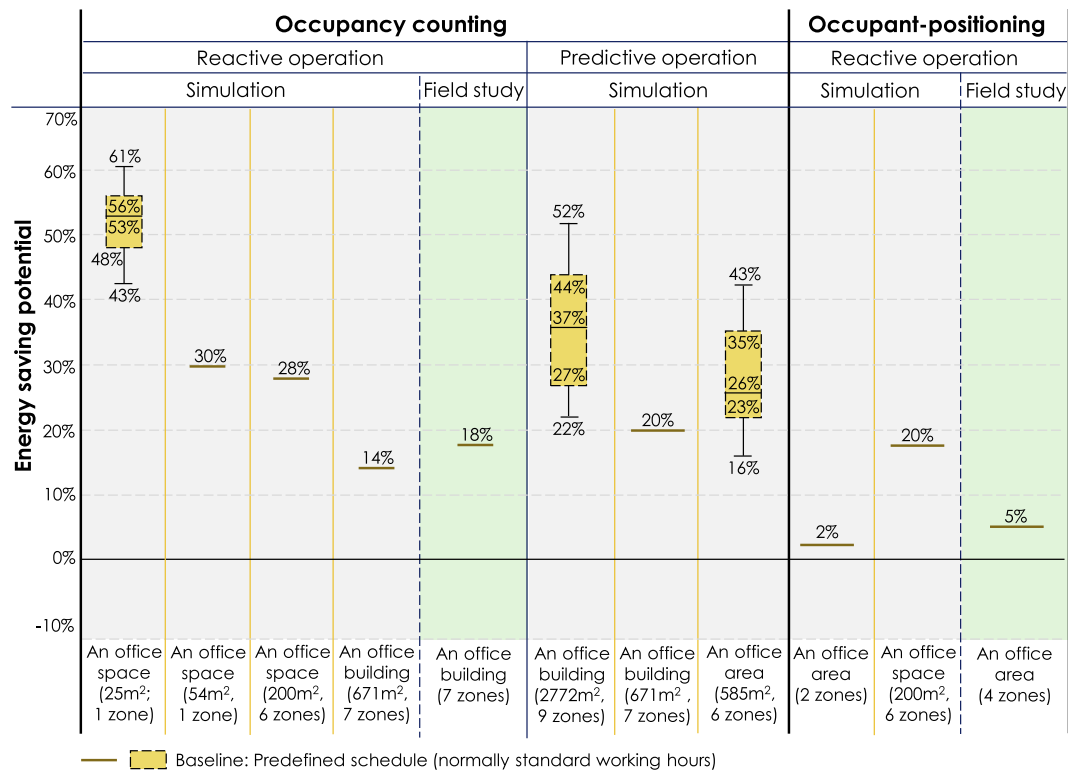 Occupancy counting
Occupant-positioning
Reactive operation
Predictive operation
Reactive operation
Simulation
Field study
Simulation
Simulation
Field study
Energy saving potential
70%
60%
50%
40%
30%
20%
10%
0%
-10%
61%
56%
53%
48%
43%
30%
28%
14%
18%
52%
44%
37%
27%
22%
20%
43%
35%
26%
23%
16%
2%
20%
5%
An office
space
(25m²;
1 zone)
An office
space
(54m²,
1 zone)
An office
space
(200m²,
6 zones)
An office
building
(671m²,
7 zones)
An office
building
(7 zones)
An office
building
(2772m²,
9 zones)
An office
building
(671m²,
7 zones)
An office
area
(585m²,
6 zones)
An office
area
(2 zones)
An office
space
(200m²,
6 zones)
An office
area
(4 zones)
Baseline: Predefined schedule (normally standard working hours)